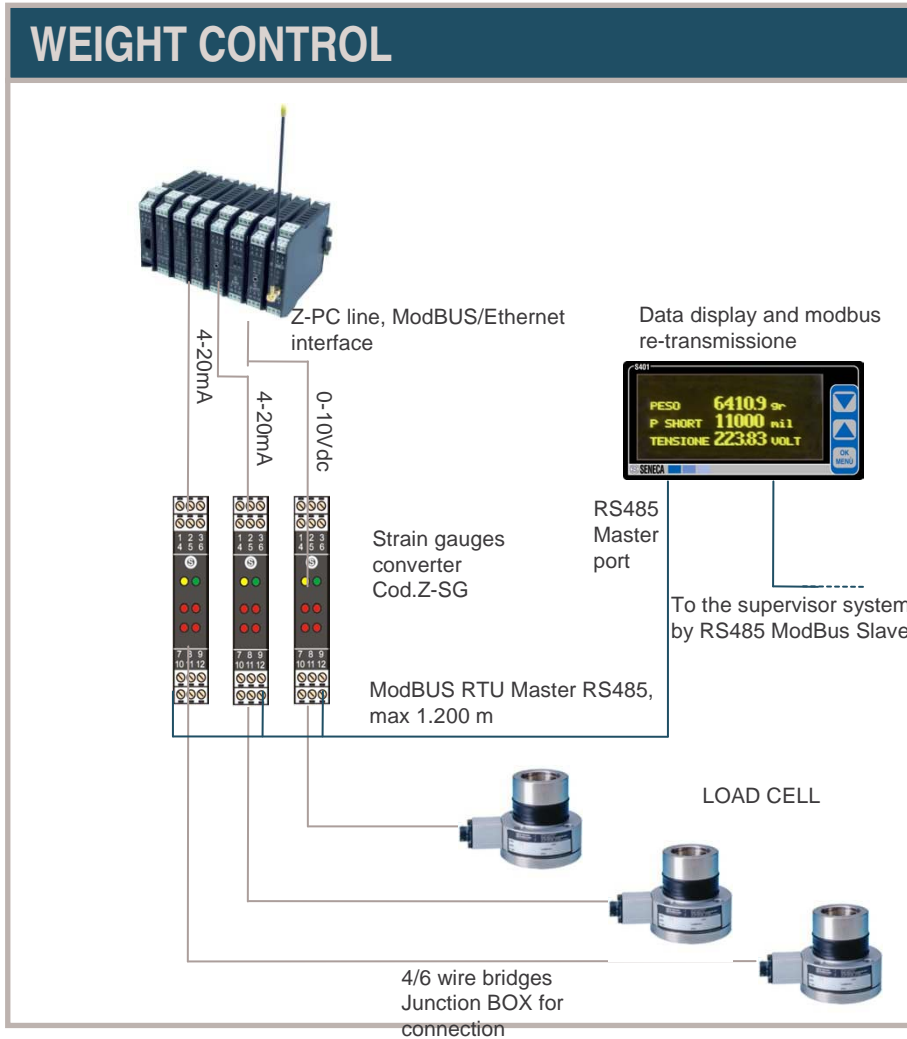 WEIGHT CONTROL
Z-PC line, ModBUS/Ethernet
interface
Data display and modbus
re-transmissione
4-20mA
4-20mA
0-10Vdc
S401
PESO 6410.9 gr
P SHORT 11000 mil
TENSIONE 223.83 VOLT
OK
MENÙ
SENECA
RS485
Master
port
Strain gauges
converter
Cod.Z-SG
1 2 3
4 5 6
1 2 3
4 5 6
1 2 3
4 5 6
S
S
S
To the supervisor system
by RS485 ModBus Slave
7 8 9
10 11 12
7 8 9
10 11 12
7 8 9
10 11 12
ModBUS RTU Master RS485,
max 1.200 m
LOAD CELL
4/6 wire bridges
Junction BOX for
connection